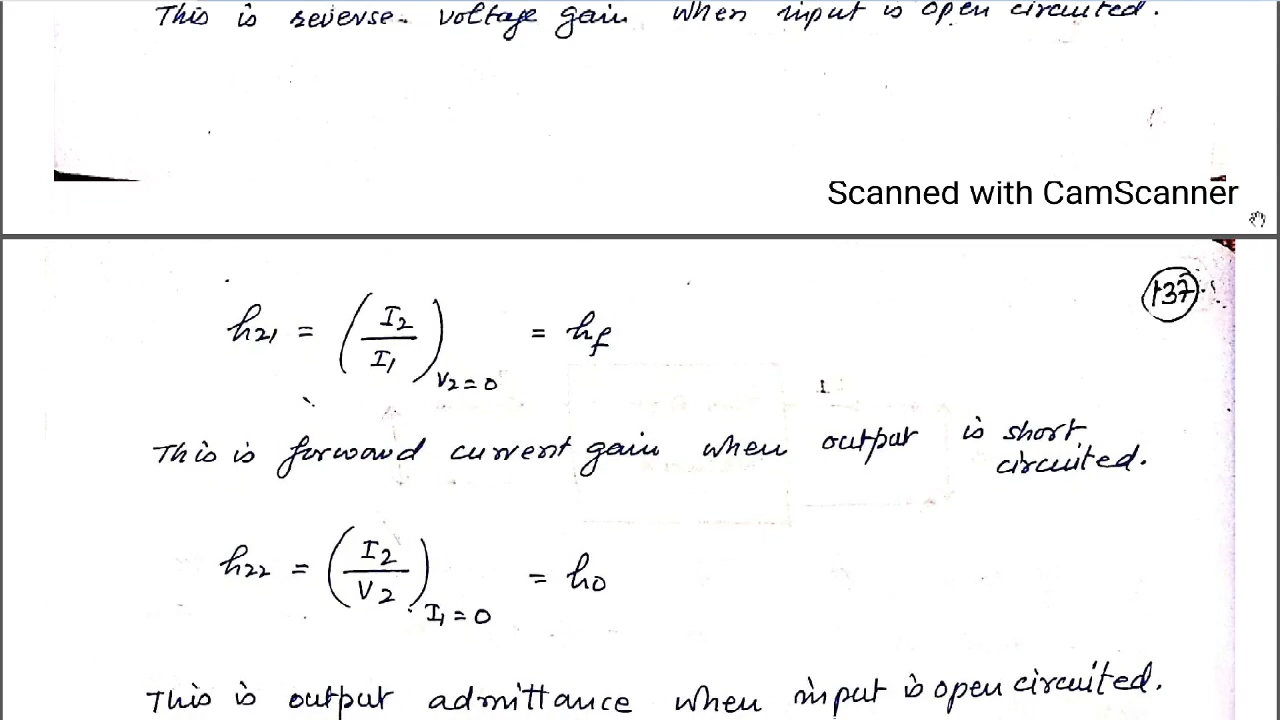 This is reverse voltage gain when input is open circuited.
Scanned with CamScanner
137
h21 = (I2/I1)V2=0 = hf
This is forward current gain when output is short circuited.
h22 = (I2/V2)I1=0 = ho
This is output admittance when input is open circuited.